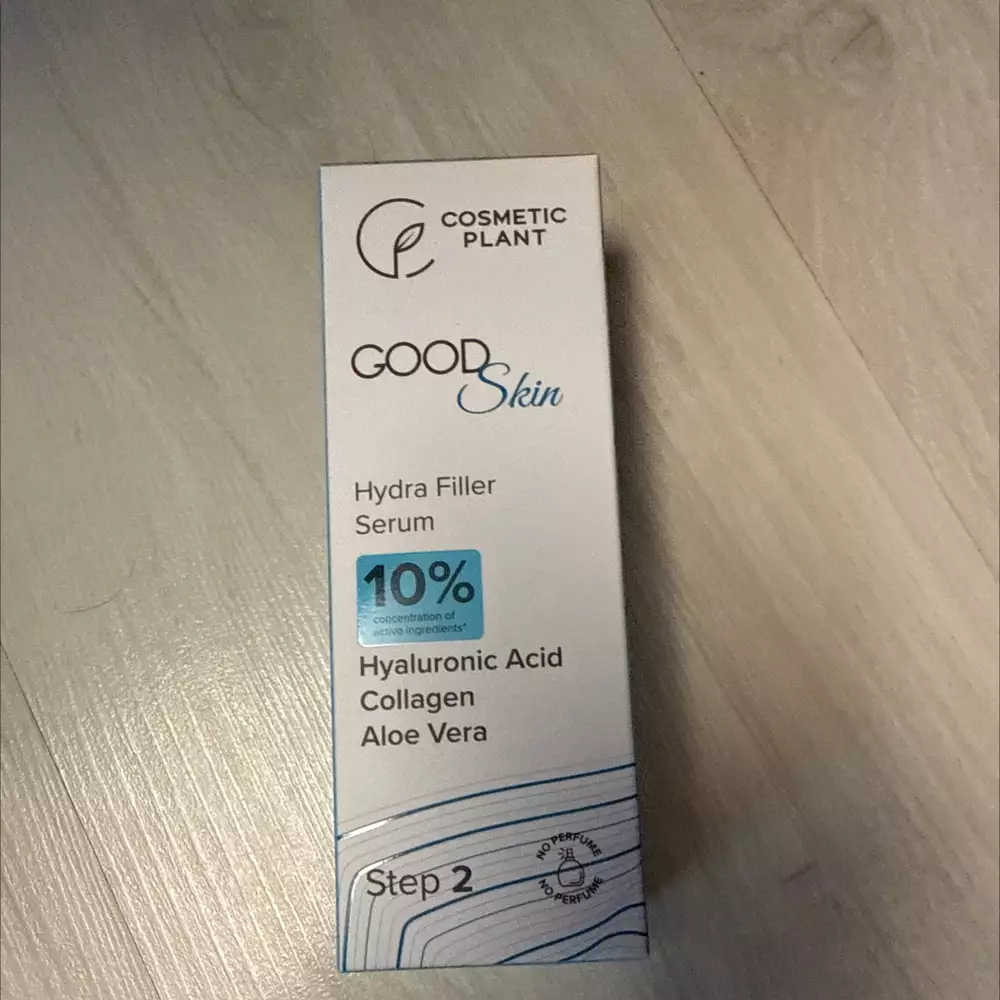 COSMETIC
PLANT
GOOD
Skin
Hydra Filler
Serum
10%
concentration of
active ingredients*
Hyaluronic Acid
Collagen
Aloe Vera
Step 2
NO PERFUME
NO PERFUME